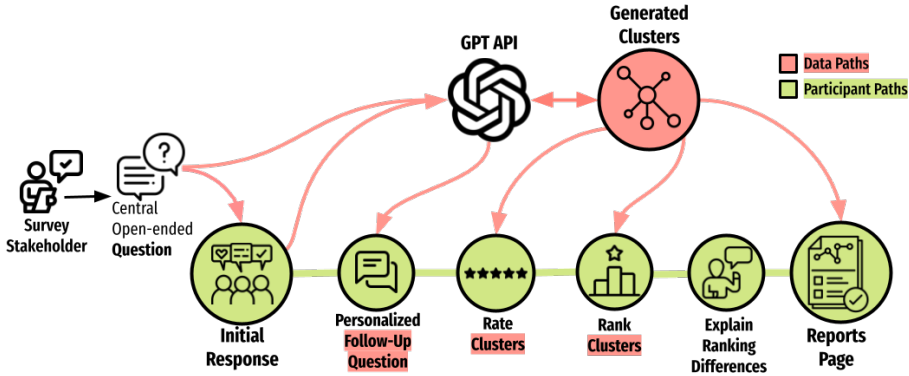 Generated
Clusters
GPT API
Data Paths
Participant Paths
Survey
Stakeholder
Central
Open-ended
Question
Initial
Response
Personalized
Follow-Up
Question
Rate
Clusters
Rank
Clusters
Explain
Ranking
Differences
Reports
Page